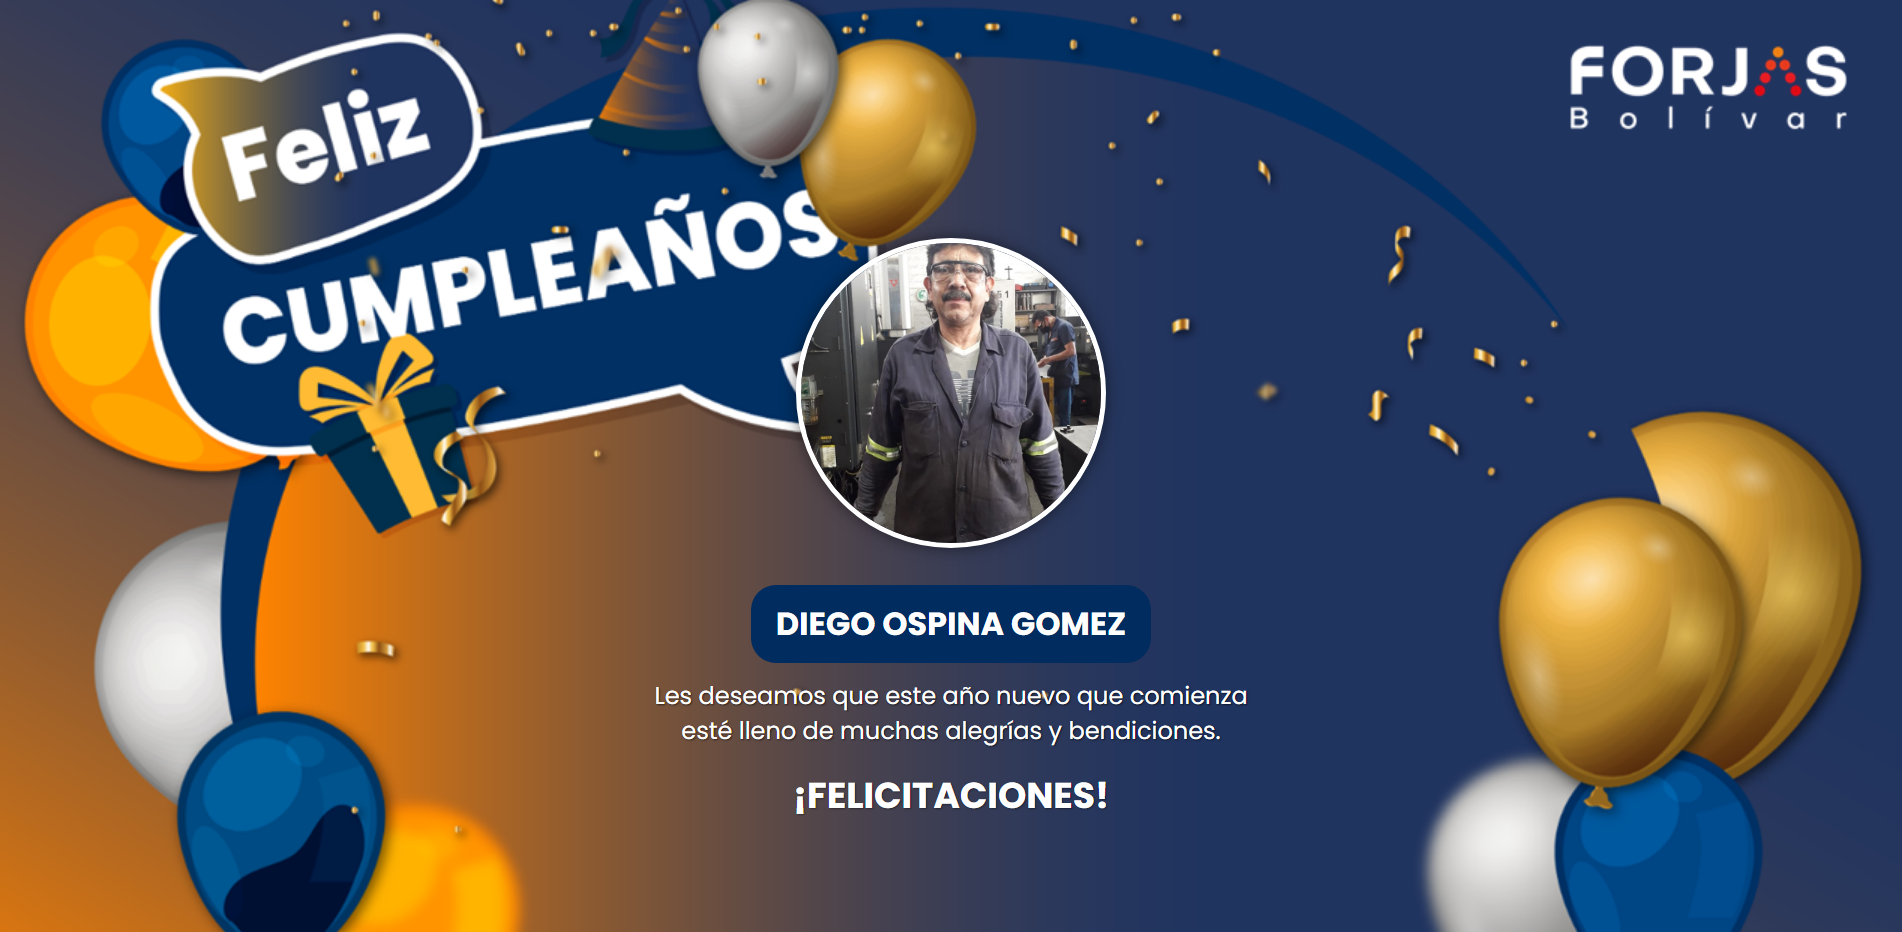 Feliz
CUMPLEAÑOS
FORJAS
Bolívar
51
DIEGO OSPINA GOMEZ
Les deseamos que este año nuevo que comienza
esté lleno de muchas alegrías y bendiciones.
¡FELICITACIONES!